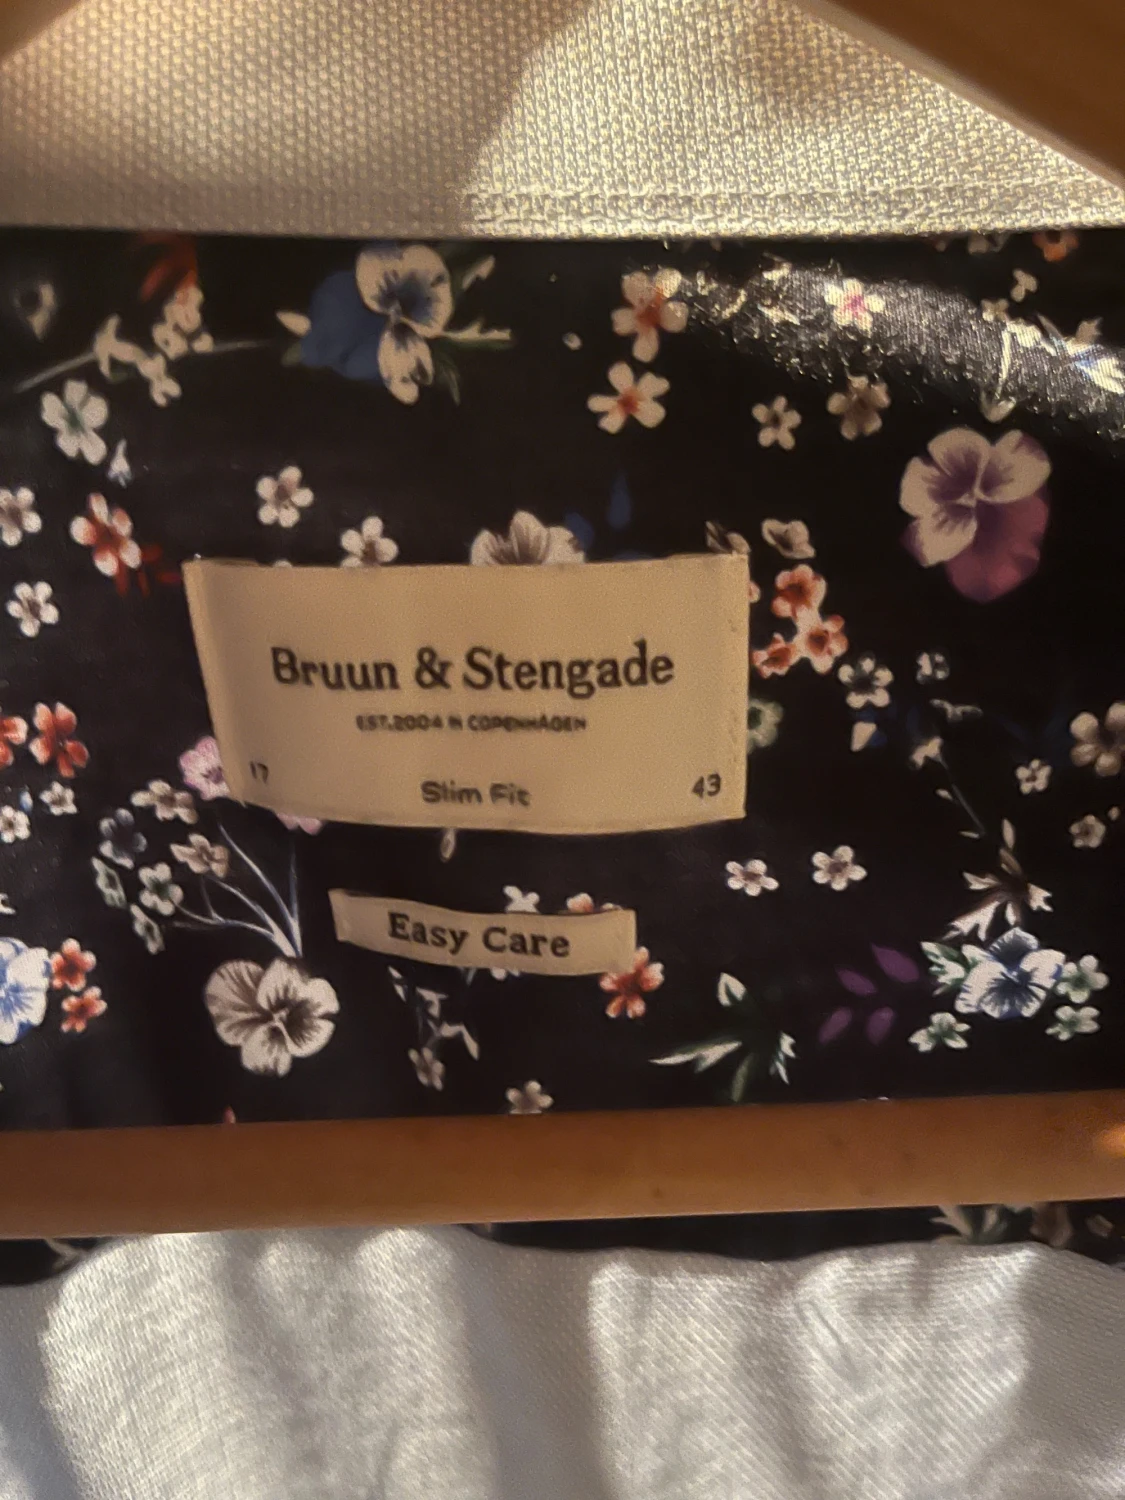 Bruun & Stengade
EST.2004 IN COPENHAGEN
17 Slim Fit 43
Easy Care